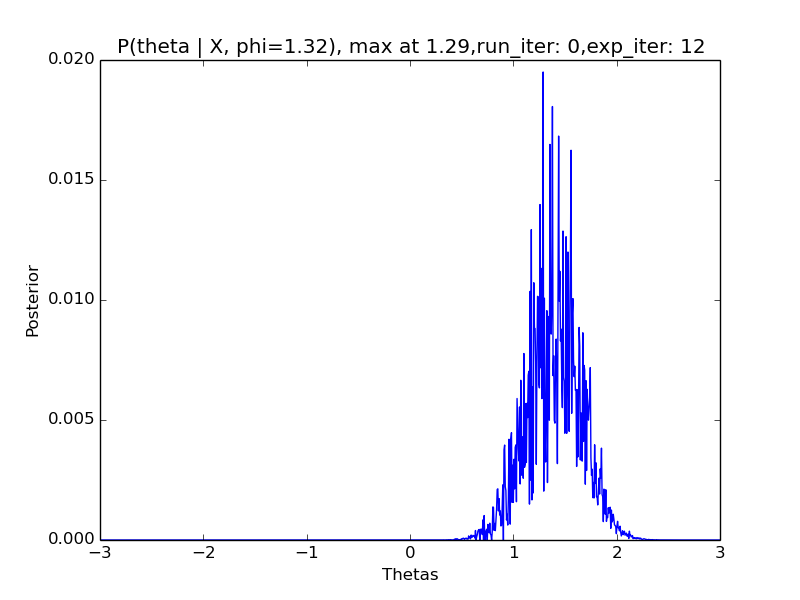 P(theta | X, phi=1.32), max at 1.29,run_iter: 0,exp_iter: 12
0.020
0.015
0.010
0.005
0.000
Posterior
−3 −2 −1 0 1 2 3
Thetas